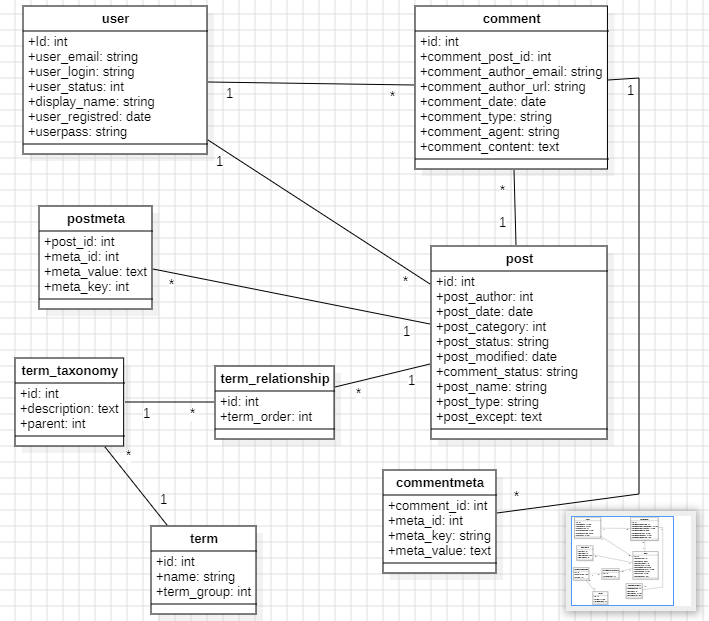 user
+Id: int
+user_email: string
+user_login: string
+user_status: int
+display_name: string
+user_registred: date
+userpass: string
comment
+id: int
+comment_post_id: int
+comment_author_email: string
+comment_author_url: string
+comment_date: date
+comment_type: string
+comment_agent: string
+comment_content: text
1
*
1
1
*
1
postmeta
+post_id: int
+meta_id: int
+meta_value: text
+meta_key: int
*
1
*
post
+id: int
+post_author: int
+post_date: date
+post_category: int
+post_status: string
+post_modified: date
+comment_status: string
+post_name: string
+post_type: string
+post_except: text
term_taxonomy
+id: int
+description: text
+parent: int
1
*
term_relationship
+id: int
+term_order: int
*
1
*
1
term
+id: int
+name: string
+term_group: int
commentmeta
+comment_id: int
+meta_id: int
+meta_key: string
+meta_value: text
*